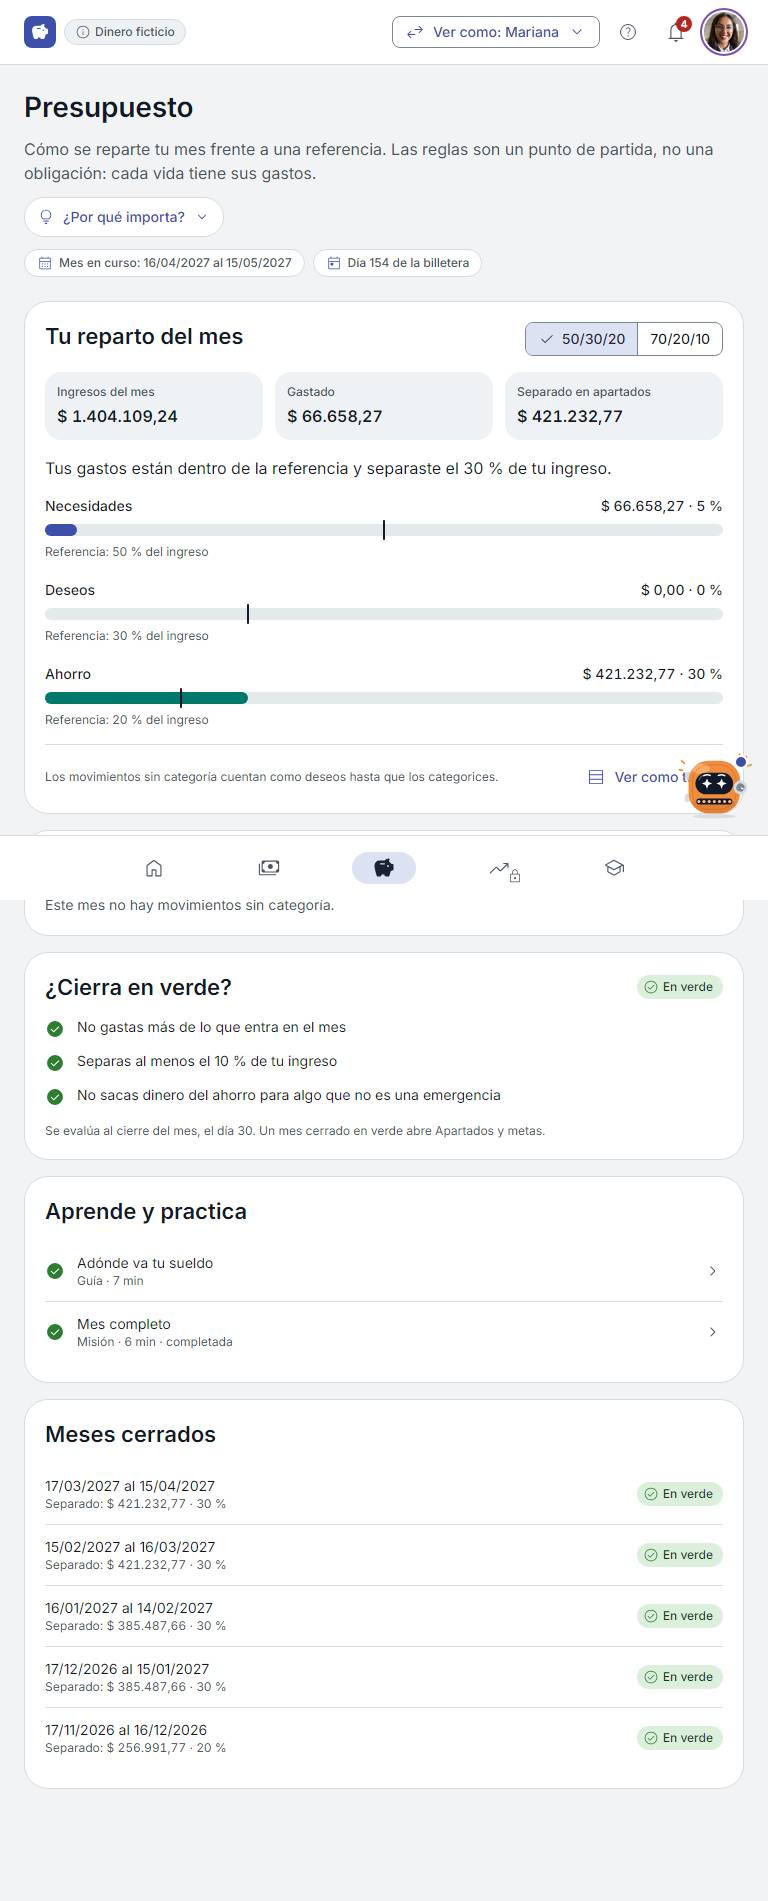 Dinero ficticio
Ver como: Mariana
4
Presupuesto
Cómo se reparte tu mes frente a una referencia. Las reglas son un punto de partida, no una
obligación: cada vida tiene sus gastos.
¿Por qué importa?
Mes en curso: 16/04/2027 al 15/05/2027
Día 154 de la billetera
Tu reparto del mes
50/30/20
70/20/10
Ingresos del mes
$ 1.404.109,24
Gastado
$ 66.658,27
Separado en apartados
$ 421.232,77
Tus gastos están dentro de la referencia y separaste el 30 % de tu ingreso.
Necesidades
$ 66.658,27 · 5 %
Referencia: 50 % del ingreso
Deseos
$ 0,00 · 0 %
Referencia: 30 % del ingreso
Ahorro
$ 421.232,77 · 30 %
Referencia: 20 % del ingreso
Los movimientos sin categoría cuentan como deseos hasta que los categorices.
Ver como
Este mes no hay movimientos sin categoría.
¿Cierra en verde?
En verde
No gastas más de lo que entra en el mes
Separas al menos el 10 % de tu ingreso
No sacas dinero del ahorro para algo que no es una emergencia
Se evalúa al cierre del mes, el día 30. Un mes cerrado en verde abre Apartados y metas.
Aprende y practica
Adónde va tu sueldo
Guía · 7 min
Mes completo
Misión · 6 min · completada
Meses cerrados
17/03/2027 al 15/04/2027
Separado: $ 421.232,77 · 30 %
En verde
15/02/2027 al 16/03/2027
Separado: $ 421.232,77 · 30 %
En verde
16/01/2027 al 14/02/2027
Separado: $ 385.487,66 · 30 %
En verde
17/12/2026 al 15/01/2027
Separado: $ 385.487,66 · 30 %
En verde
17/11/2026 al 16/12/2026
Separado: $ 256.991,77 · 20 %
En verde